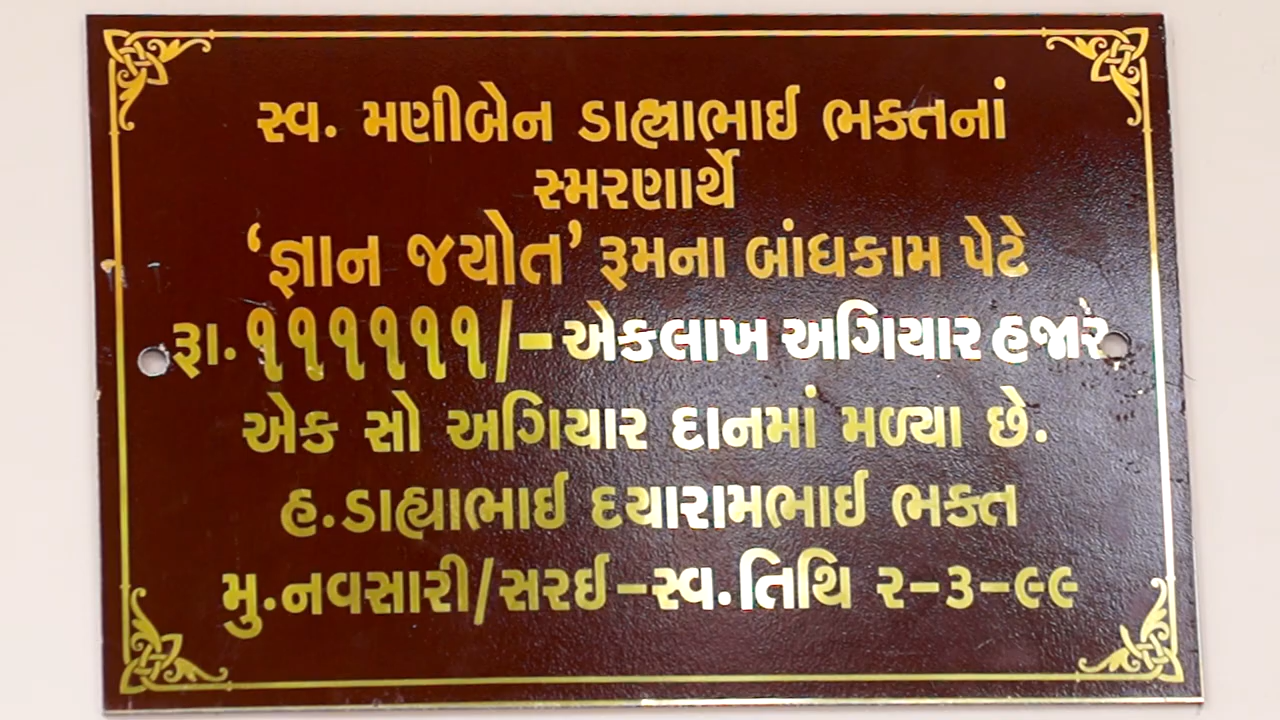 સ્વ. મણીબેન ડાહ્યાભાઈ ભક્તનાં
સ્મરણાર્થે
‘જ્ઞાન જયોત’ રૂમના બાંધકામ પેટે
રૂા. ૧૧૧૧૧૧/- એકલાખ અગિયાર હજાર
એક સો અગિયાર દાનમાં મળ્યા છે.
હ. ડાહ્યાભાઈ દયારામભાઈ ભક્ત
મુ. નવસારી/સરઈ-સ્વ. તિથિ ૨-૩-૯૯